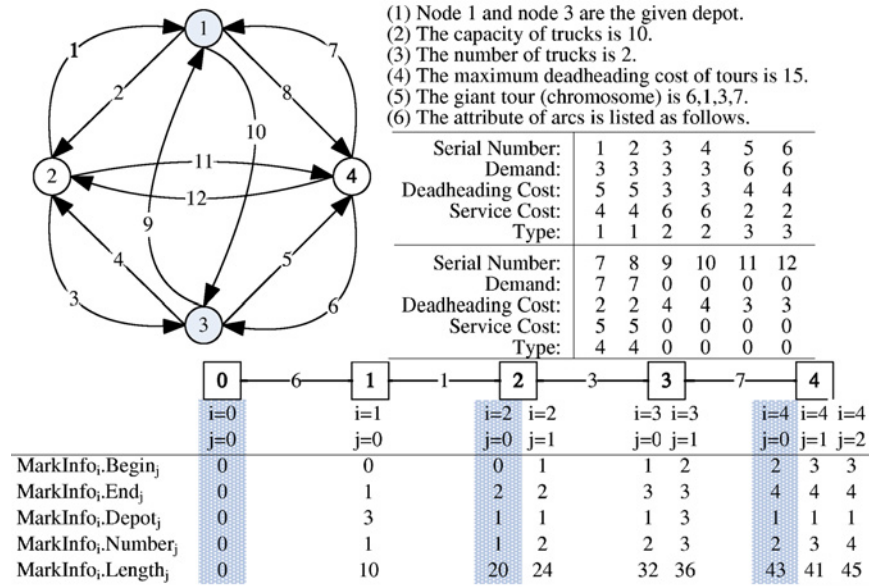 (1) Node 1 and node 3 are the given depot.
(2) The capacity of trucks is 10.
(3) The number of trucks is 2.
(4) The maximum deadheading cost of tours is 15.
(5) The giant tour (chromosome) is 6,1,3,7.
(6) The attribute of arcs is listed as follows.
1
1
7
2
8
10
11
2
4
12
9
4
5
3
6
3
Serial Number: 1 2 3 4 5 6
Demand: 3 3 3 3 6 6
Deadheading Cost: 5 5 3 3 4 4
Service Cost: 4 4 6 6 2 2
Type: 1 1 2 2 3 3
Serial Number: 7 8 9 10 11 12
Demand: 7 7 0 0 0 0
Deadheading Cost: 2 2 4 4 3 3
Service Cost: 5 5 0 0 0 0
Type: 4 4 0 0 0 0
0 6 1 1 2 3 3 7 4
i=0 i=1 i=2 i=2 i=3 i=3 i=4 i=4 i=4
j=0 j=0 j=0 j=1 j=0 j=1 j=0 j=1 j=2
MarkInfoi.Beginj 0 0 0 1 1 2 2 3 3
MarkInfoi.Endj 0 1 2 2 3 3 4 4 4
MarkInfoi.Depotj 0 3 1 1 1 3 1 1 1
MarkInfoi.Numberj 0 1 1 2 2 3 2 3 4
MarkInfoi.Lengthj 0 10 20 24 32 36 43 41 45